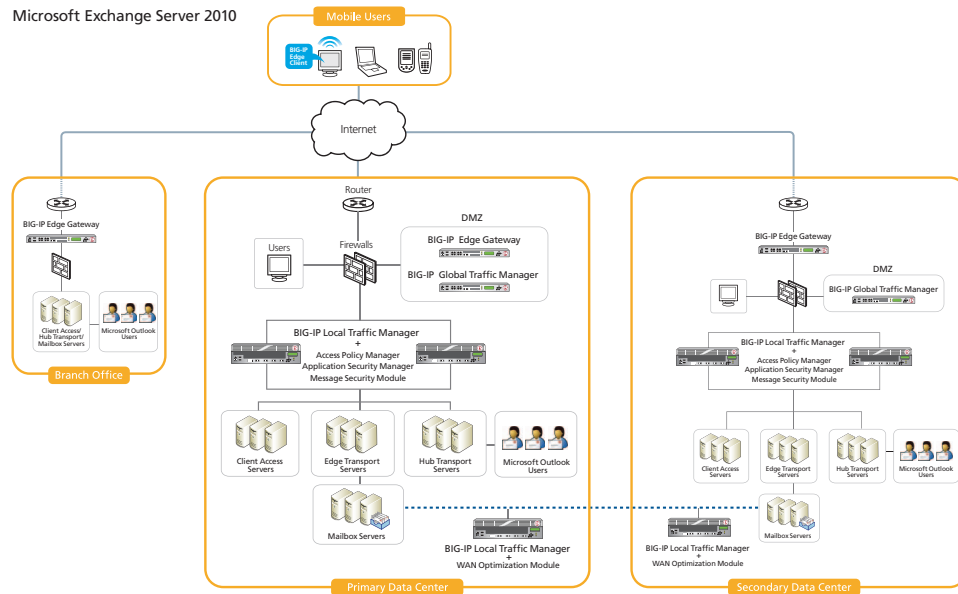 Microsoft Exchange Server 2010
Mobile Users
BIG-IP
Edge
Client
Internet
BIG-IP Edge Gateway
Client Access/
Hub Transport/
Mailbox Servers
Microsoft Outlook
Users
Branch Office
Router
Users
Firewalls
DMZ
BIG-IP Edge Gateway
BIG-IP Global Traffic Manager
BIG-IP Local Traffic Manager
+
Access Policy Manager
Application Security Manager
Message Security Module
Client Access
Servers
Edge Transport
Servers
Hub Transport
Servers
Microsoft Outlook
Users
Mailbox Servers
BIG-IP Local Traffic Manager
+
WAN Optimization Module
Primary Data Center
BIG-IP Edge Gateway
DMZ
BIG-IP Global Traffic Manager
BIG-IP Local Traffic Manager
+
Access Policy Manager
Application Security Manager
Message Security Module
Client Access
Servers
Edge Transport
Servers
Hub Transport
Servers
Microsoft Outlook
Users
Mailbox Servers
BIG-IP Local Traffic Manager
+
WAN Optimization Module
Secondary Data Center